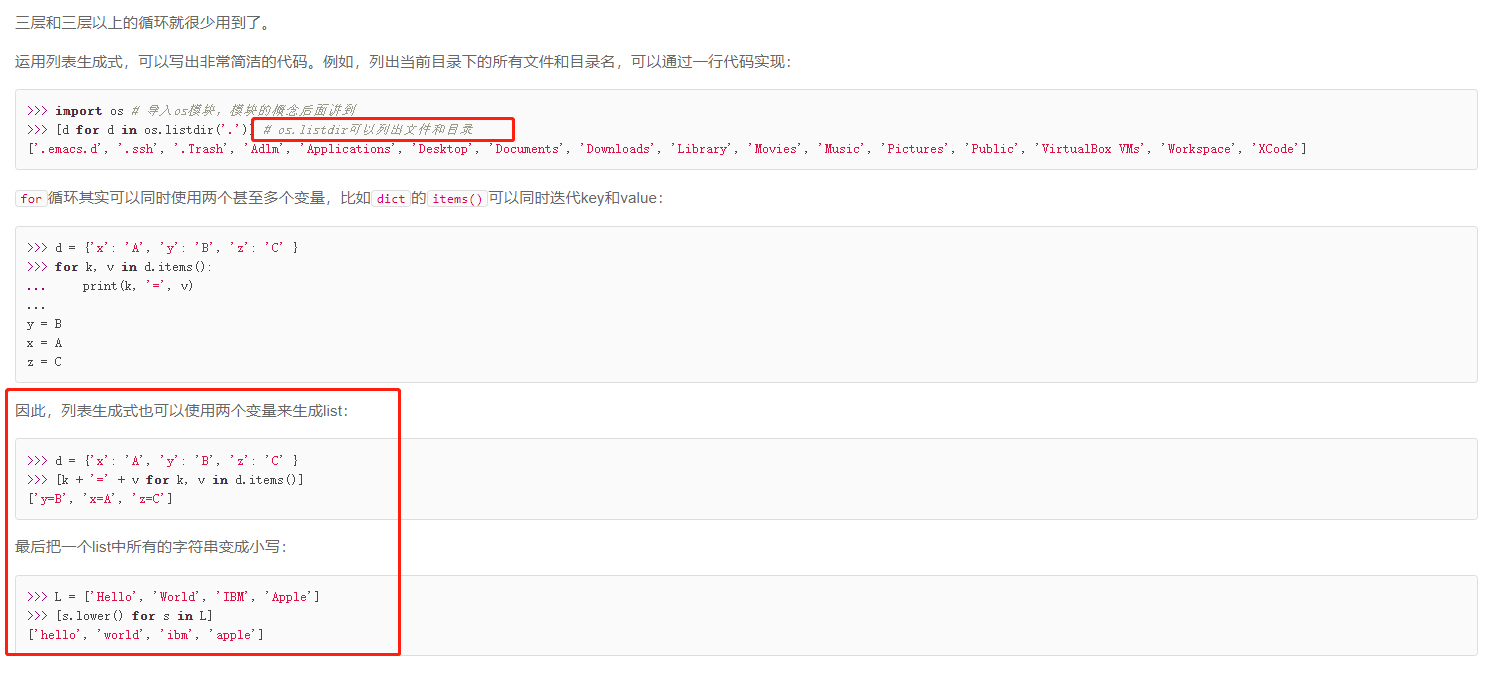 三层和三层以上的循环就很少用到了。
运用列表生成式，可以写出非常简洁的代码。例如，列出当前目录下的所有文件和目录名，可以通过一行代码实现：
>>> import os # 导入os模块，模块的概念后面讲到
>>> [d for d in os.listdir('.')] # os.listdir可以列出文件和目录
['.emacs.d', '.ssh', '.Trash', 'Adlm', 'Applications', 'Desktop', 'Documents', 'Downloads', 'Library', 'Movies', 'Music', 'Pictures', 'Public', 'VirtualBox VMs', 'Workspace', 'XCode']
for循环其实可以同时使用两个甚至多个变量，比如dict的items()可以同时迭代key和value：
>>> d = {'x': 'A', 'y': 'B', 'z': 'C' }
>>> for k, v in d.items():
...     print(k, '=', v)
...
y = B
x = A
z = C
因此，列表生成式也可以使用两个变量来生成list：
>>> d = {'x': 'A', 'y': 'B', 'z': 'C' }
>>> [k + '=' + v for k, v in d.items()]
['y=B', 'x=A', 'z=C']
最后把一个list中所有的字符串变成小写：
>>> L = ['Hello', 'World', 'IBM', 'Apple']
>>> [s.lower() for s in L]
['hello', 'world', 'ibm', 'apple']